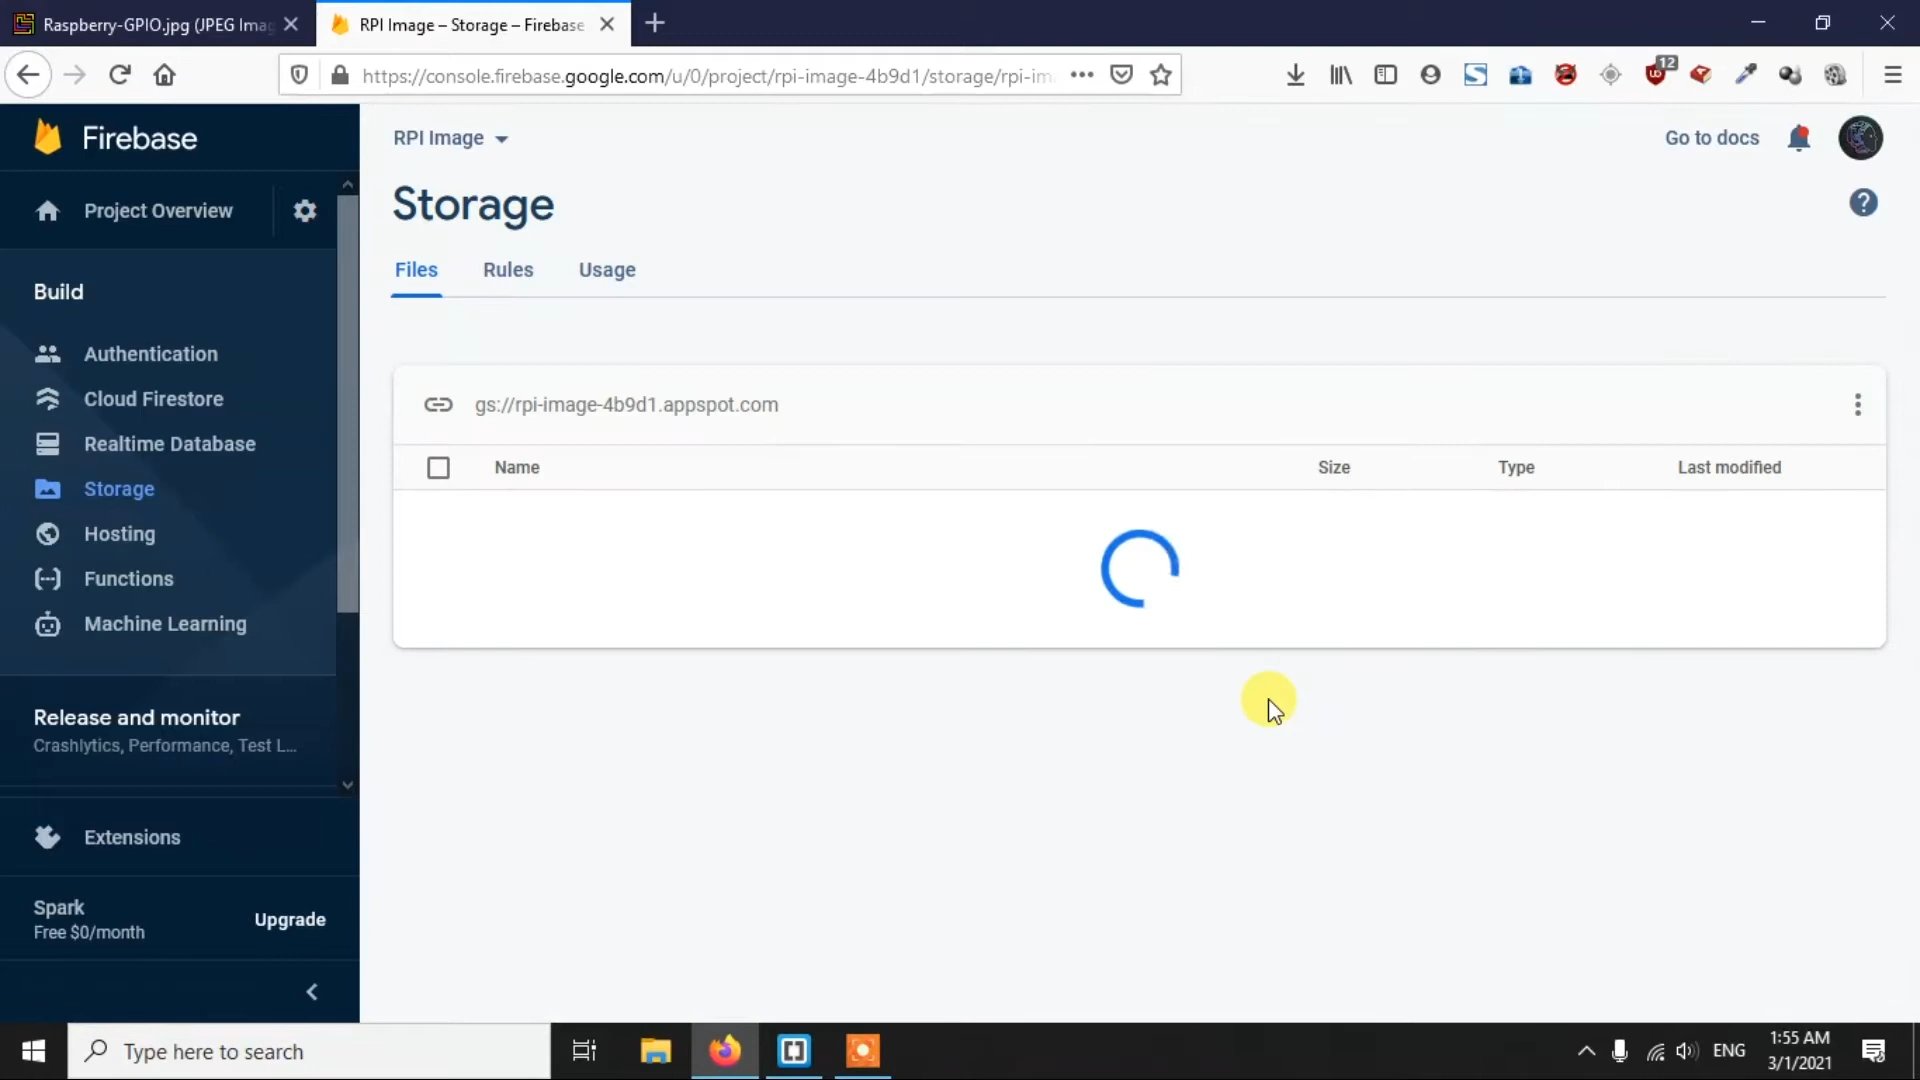 Raspberry-GPIO.jpg (JPEG Imag
RPI Image – Storage – Firebase
https://console.firebase.google.com/u/0/project/rpi-image-4b9d1/storage/rpi-im
12
Firebase
Project Overview
Build
Authentication
Cloud Firestore
Realtime Database
Storage
Hosting
Functions
Machine Learning
Release and monitor
Crashlytics, Performance, Test L...
Extensions
Spark
Free $0/month
Upgrade
RPI Image
Go to docs
Storage
Files Rules Usage
gs://rpi-image-4b9d1.appspot.com
Name Size Type Last modified
Type here to search
ENG
1:55 AM
3/1/2021